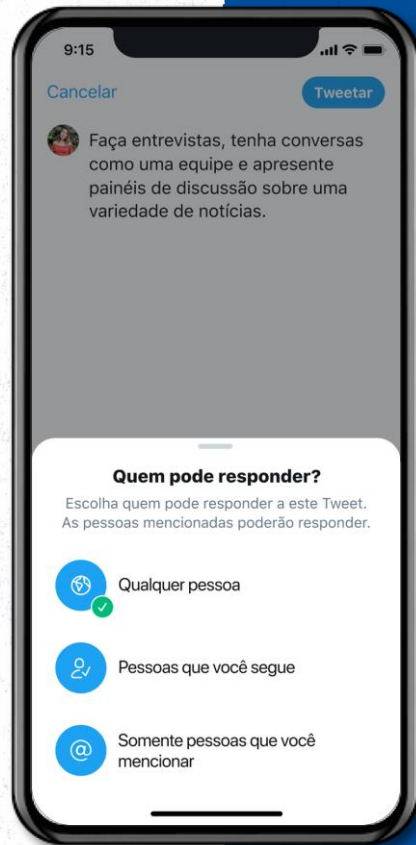 9:15
Cancelar
Tweetar
Faça entrevistas, tenha conversas
como uma equipe e apresente
painéis de discussão sobre uma
variedade de notícias.
Quem pode responder?
Escolha quem pode responder a este Tweet.
As pessoas mencionadas poderão responder.
Qualquer pessoa
Pessoas que você segue
@
Somente pessoas que você
mencionar